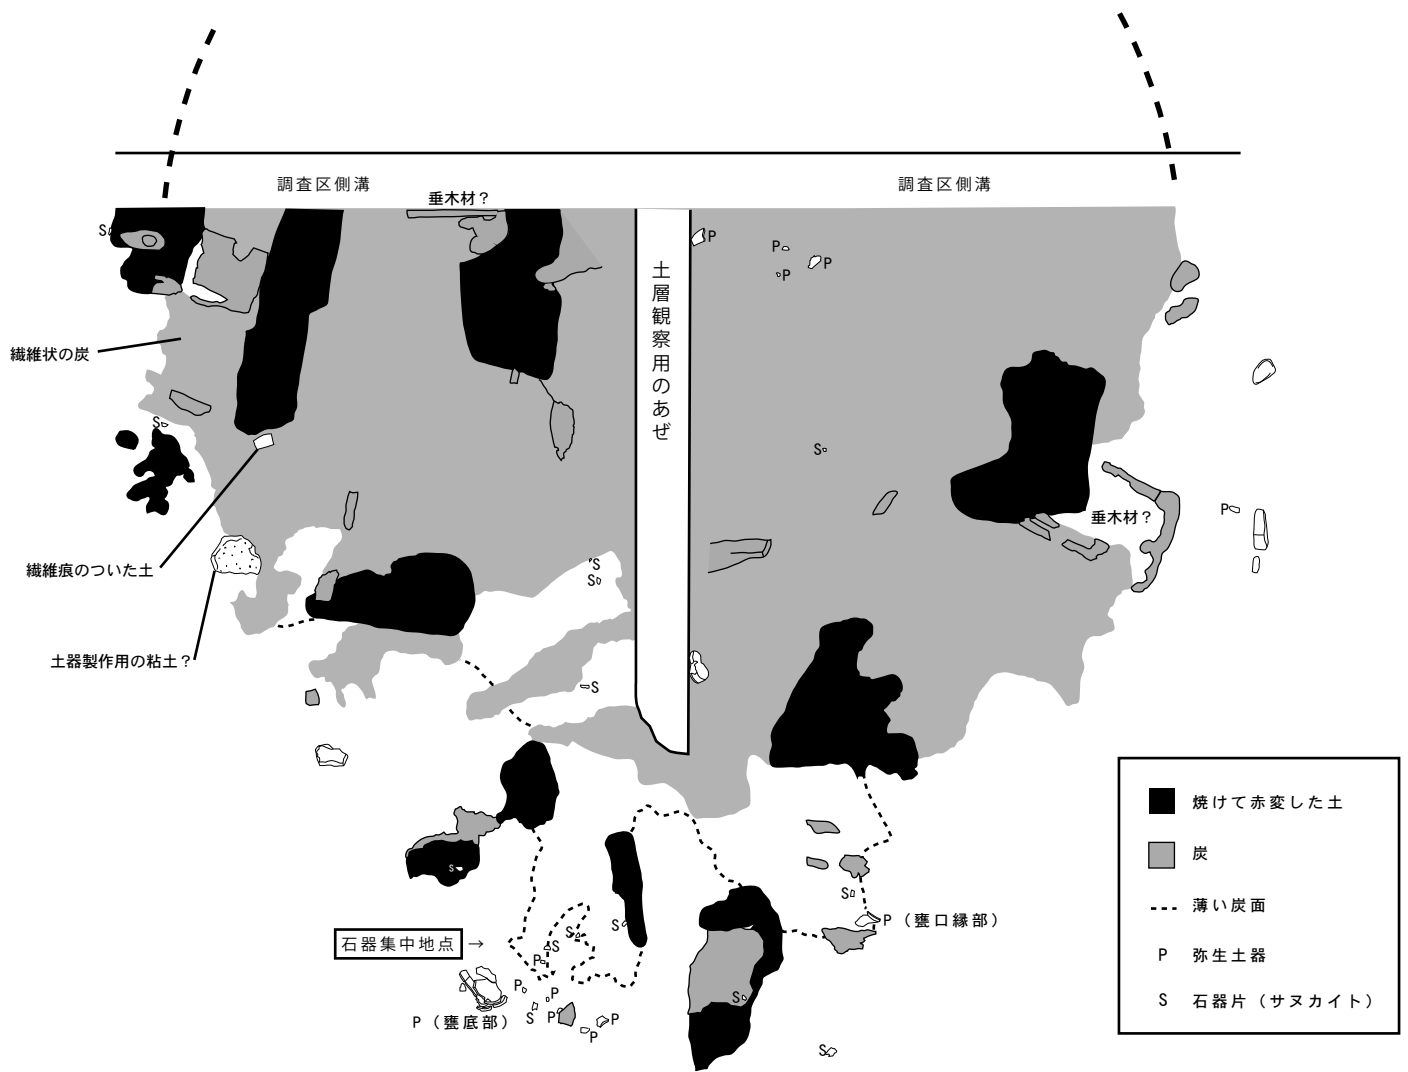 調査区側溝
調査区側溝
垂木材？
S
P
P
P
P
土層観察用のあぜ
繊維状の炭
S
S
垂木材？
P
繊維痕のついた土
S
S
土器製作用の粘土？
S
焼けて赤変した土
炭
S
S
薄い炭面
P（甕口縁部）
S
S
石器集中地点→
S
P
弥生土器
P
P
P
S
S
石器片（サヌカイト）
P（甕底部）
S
P
P
P
S